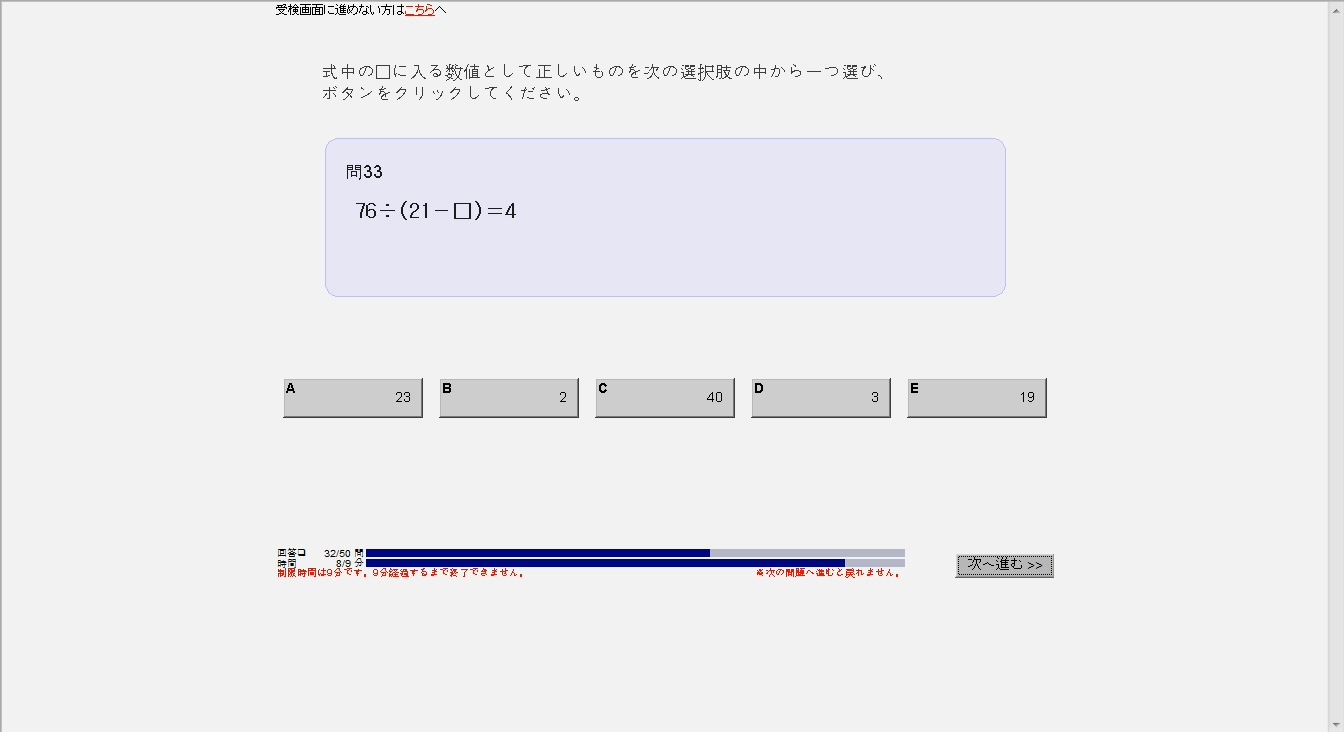 受検画面に進めない方はこちらへ
式中の□に入る数値として正しいものを次の選択肢の中から一つ選び、
ボタンをクリックしてください。
問33
76÷(21－□)＝4
A 23
B 2
C 40
D 3
E 19
回答□ 32/50 問
時間 8/9 分
制限時間は9分です。9分経過するまで終了できません。
※次の問題へ進むと戻れません。
次へ進む >>